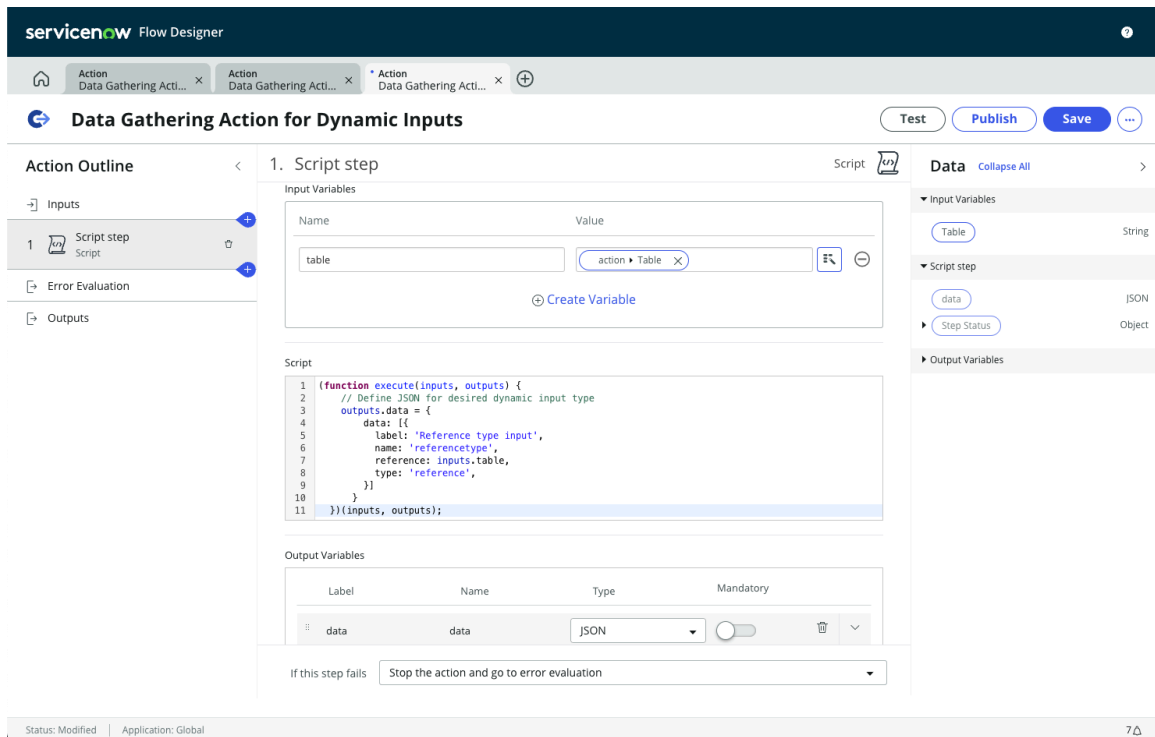 servicenow Flow Designer
Action
Data Gathering Acti...
Action
Data Gathering Acti...
* Action
Data Gathering Acti...
Data Gathering Action for Dynamic Inputs
Test
Publish
Save
Action Outline
Inputs
1
Script step
Script
Error Evaluation
Outputs
1. Script step
Script
Input Variables
Name Value
table action ▸ Table
Create Variable
Script
1 (function execute(inputs, outputs) {
2 // Define JSON for desired dynamic input type
3 outputs.data = {
4 data: [{
5 label: 'Reference type input',
6 name: 'referencetype',
7 reference: inputs.table,
8 type: 'reference',
9 }]
10 }
11 })(inputs, outputs);
Output Variables
Label Name Type Mandatory
data data JSON
If this step fails Stop the action and go to error evaluation
Data Collapse All
Input Variables
Table String
Script step
data JSON
Step Status Object
Output Variables
Status: Modified Application: Global
7